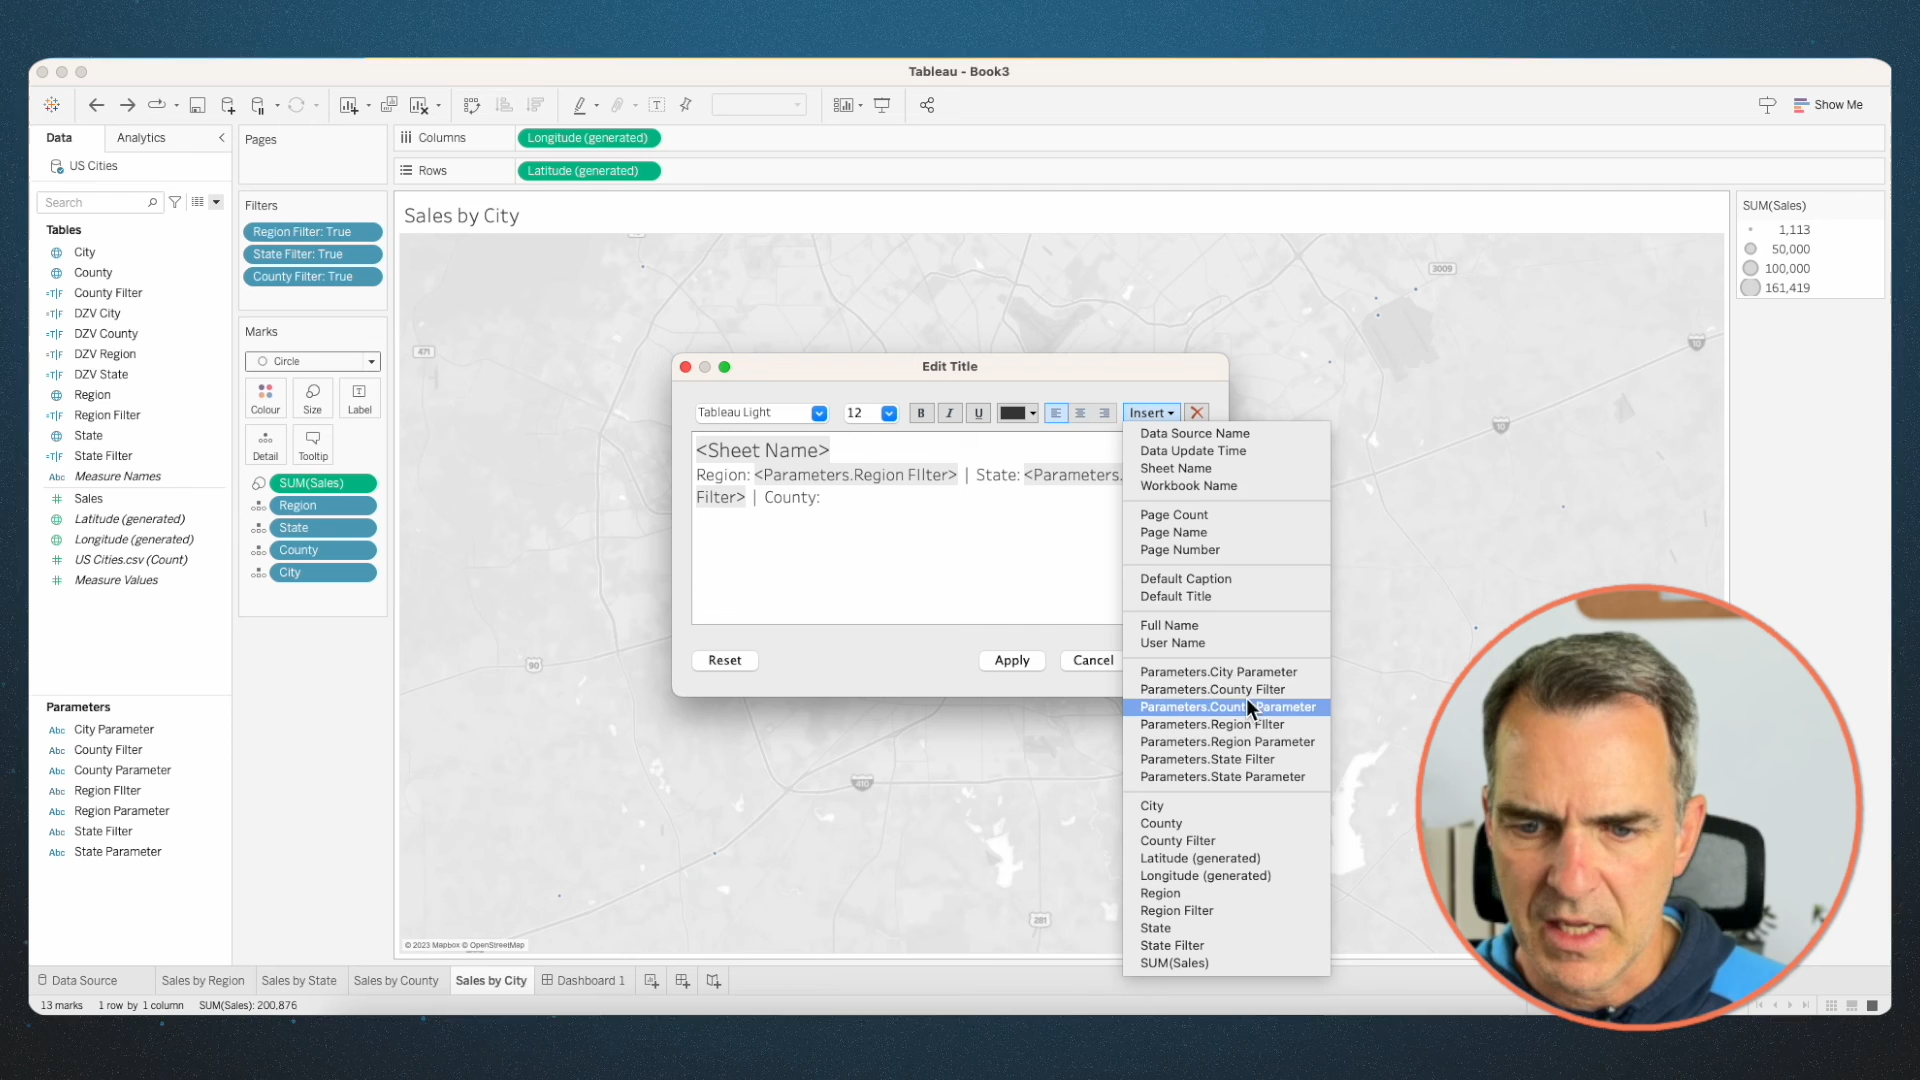 Tableau - Book3
Show Me
Data
Analytics
US Cities
Search
Tables
City
County
County Filter
DZV City
DZV County
DZV Region
DZV State
Region
Region Filter
State
State Filter
Measure Names
Sales
Latitude (generated)
Longitude (generated)
US Cities.csv (Count)
Measure Values
Parameters
City Parameter
County Filter
County Parameter
Region FIlter
Region Parameter
State Filter
State Parameter
Pages
Filters
Region Filter: True
State Filter: True
County Filter: True
Marks
Circle
Colour
Size
Label
Detail
Tooltip
SUM(Sales)
Region
State
County
City
Columns
Longitude (generated)
Rows
Latitude (generated)
Sales by City
3009
471
10
10
90
410
281
© 2023 Mapbox © OpenStreetMap
SUM(Sales)
1,113
50,000
100,000
161,419
Edit Title
Tableau Light
12
B
I
U
Insert
<Sheet Name>
Region: <Parameters.Region FIlter> | State: <Parameters.
Filter> | County:
Reset
Apply
Cancel
Data Source Name
Data Update Time
Sheet Name
Workbook Name
Page Count
Page Name
Page Number
Default Caption
Default Title
Full Name
User Name
Parameters.City Parameter
Parameters.County Filter
Parameters.County Parameter
Parameters.Region FIlter
Parameters.Region Parameter
Parameters.State Filter
Parameters.State Parameter
City
County
County Filter
Latitude (generated)
Longitude (generated)
Region
Region Filter
State
State Filter
SUM(Sales)
Data Source
Sales by Region
Sales by State
Sales by County
Sales by City
Dashboard 1
13 marks
1 row by 1 column
SUM(Sales): 200,876